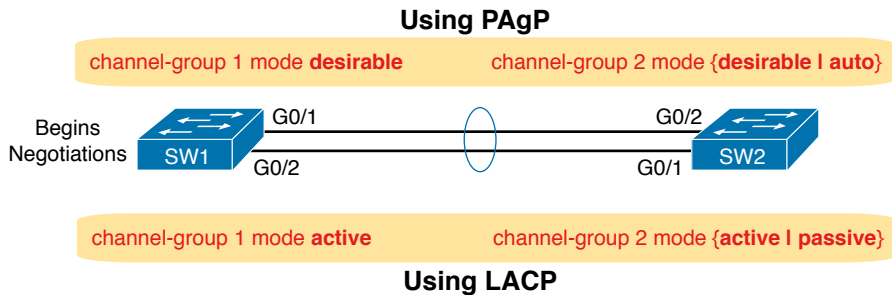 Using PAgP
channel-group 1 mode desirable
channel-group 2 mode {desirable | auto}
Begins
Negotiations
G0/1
G0/2
SW1
SW2
G0/2
G0/1
channel-group 1 mode active
channel-group 2 mode {active | passive}
Using LACP